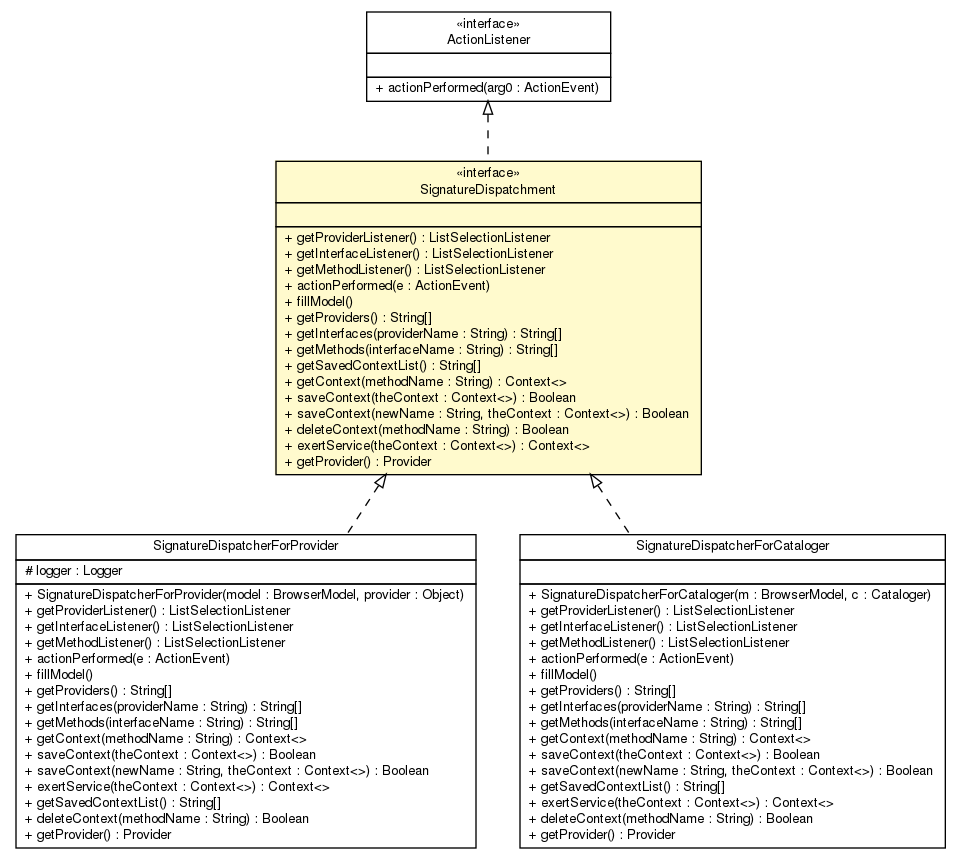 «interface»
ActionListener
+ actionPerformed(arg0 : ActionEvent)
«interface»
SignatureDispatchment
+ getProviderListener() : ListSelectionListener
+ getInterfaceListener() : ListSelectionListener
+ getMethodListener() : ListSelectionListener
+ actionPerformed(e : ActionEvent)
+ fillModel()
+ getProviders() : String[]
+ getInterfaces(providerName : String) : String[]
+ getMethods(interfaceName : String) : String[]
+ getSavedContextList() : String[]
+ getContext(methodName : String) : Context<>
+ saveContext(theContext : Context<>) : Boolean
+ saveContext(newName : String, theContext : Context<>) : Boolean
+ deleteContext(methodName : String) : Boolean
+ exertService(theContext : Context<>) : Context<>
+ getProvider() : Provider
SignatureDispatcherForProvider
# logger : Logger
+ SignatureDispatcherForProvider(model : BrowserModel, provider : Object)
+ getProviderListener() : ListSelectionListener
+ getInterfaceListener() : ListSelectionListener
+ getMethodListener() : ListSelectionListener
+ actionPerformed(e : ActionEvent)
+ fillModel()
+ getProviders() : String[]
+ getInterfaces(providerName : String) : String[]
+ getMethods(interfaceName : String) : String[]
+ getContext(methodName : String) : Context<>
+ saveContext(theContext : Context<>) : Boolean
+ saveContext(newName : String, theContext : Context<>) : Boolean
+ exertService(theContext : Context<>) : Context<>
+ getSavedContextList() : String[]
+ deleteContext(methodName : String) : Boolean
+ getProvider() : Provider
SignatureDispatcherForCataloger
+ SignatureDispatcherForCataloger(m : BrowserModel, c : Cataloger)
+ getProviderListener() : ListSelectionListener
+ getInterfaceListener() : ListSelectionListener
+ getMethodListener() : ListSelectionListener
+ actionPerformed(e : ActionEvent)
+ fillModel()
+ getProviders() : String[]
+ getInterfaces(providerName : String) : String[]
+ getMethods(interfaceName : String) : String[]
+ getContext(methodName : String) : Context<>
+ saveContext(theContext : Context<>) : Boolean
+ saveContext(newName : String, theContext : Context<>) : Boolean
+ getSavedContextList() : String[]
+ exertService(theContext : Context<>) : Context<>
+ deleteContext(methodName : String) : Boolean
+ getProvider() : Provider